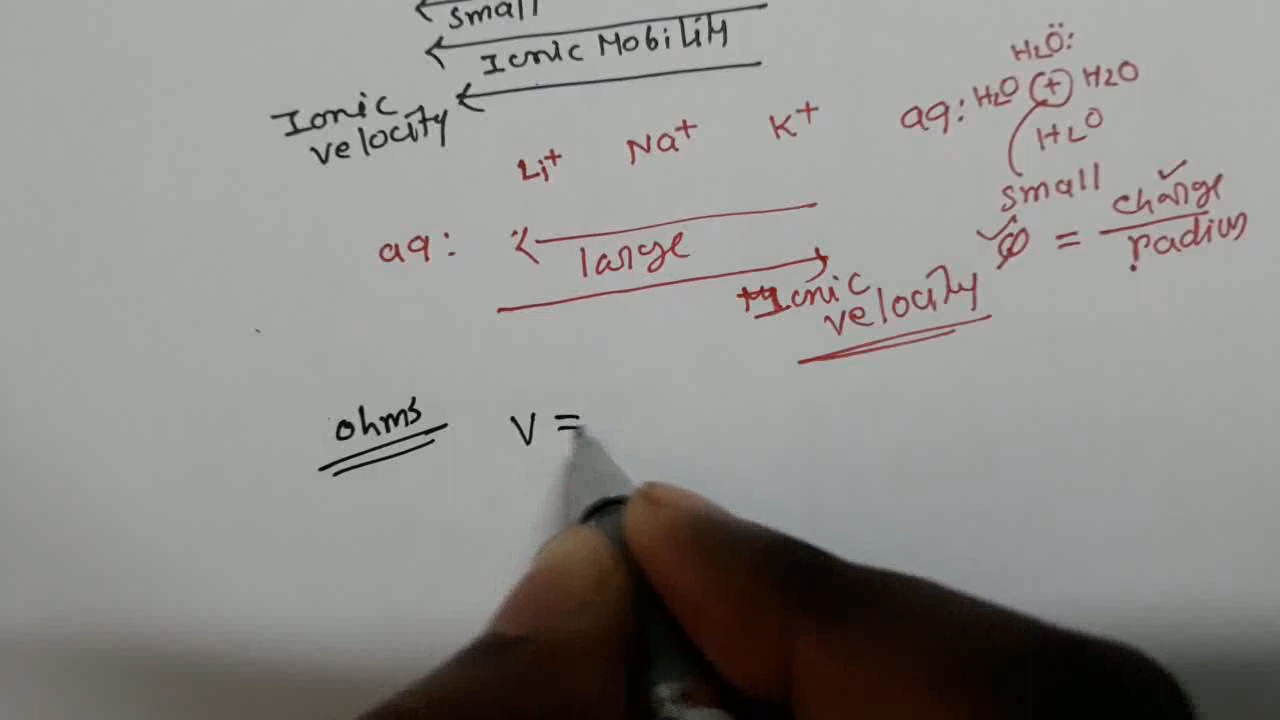 small
Ionic Mobility
Ionic
velocity
Li+ Na+ K+
aq: H2O + H2O
H2Ö:
H2O
small
φ = charge / radius
aq: large
Ionic
velocity
ohms V =